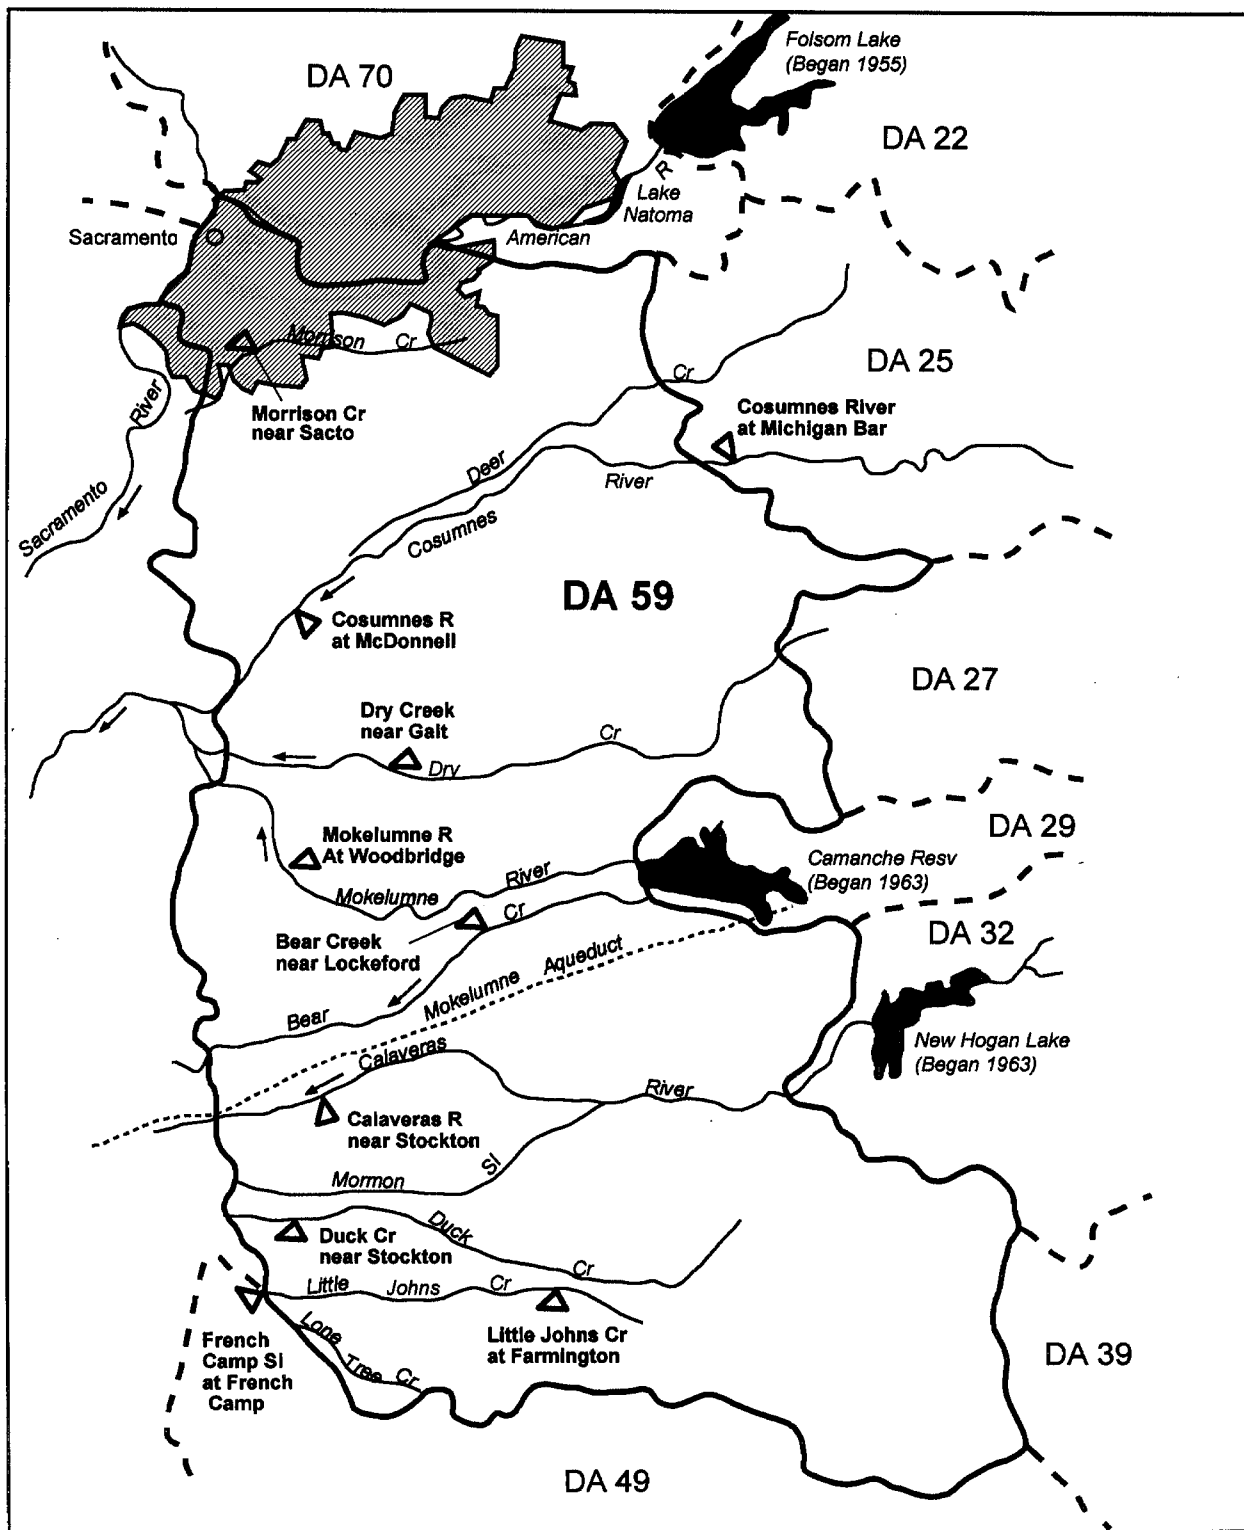 Folsom Lake
(Began 1955)
DA 70
DA 22
R
Lake
Natoma
Sacramento
American
Morrison Cr
DA 25
Cr
River
Morrison Cr
near Sacto
Cosumnes River
at Michigan Bar
Deer
River
Sacramento
Cosumnes
DA 59
Cosumnes R
at McDonnell
DA 27
Dry Creek
near Galt
Cr
Dry
DA 29
Mokelumne R
At Woodbridge
Camanche Resv
(Began 1963)
River
Mokelumne
Cr
Bear Creek
near Lockeford
DA 32
Mokelumne Aqueduct
Bear
New Hogan Lake
(Began 1963)
Calaveras
River
Calaveras R
near Stockton
Sl
Mormon
Duck
Duck Cr
near Stockton
Cr
Little Johns Cr
Lone
Tree Cr
French
Camp Sl
at French
Camp
Little Johns Cr
at Farmington
DA 39
DA 49